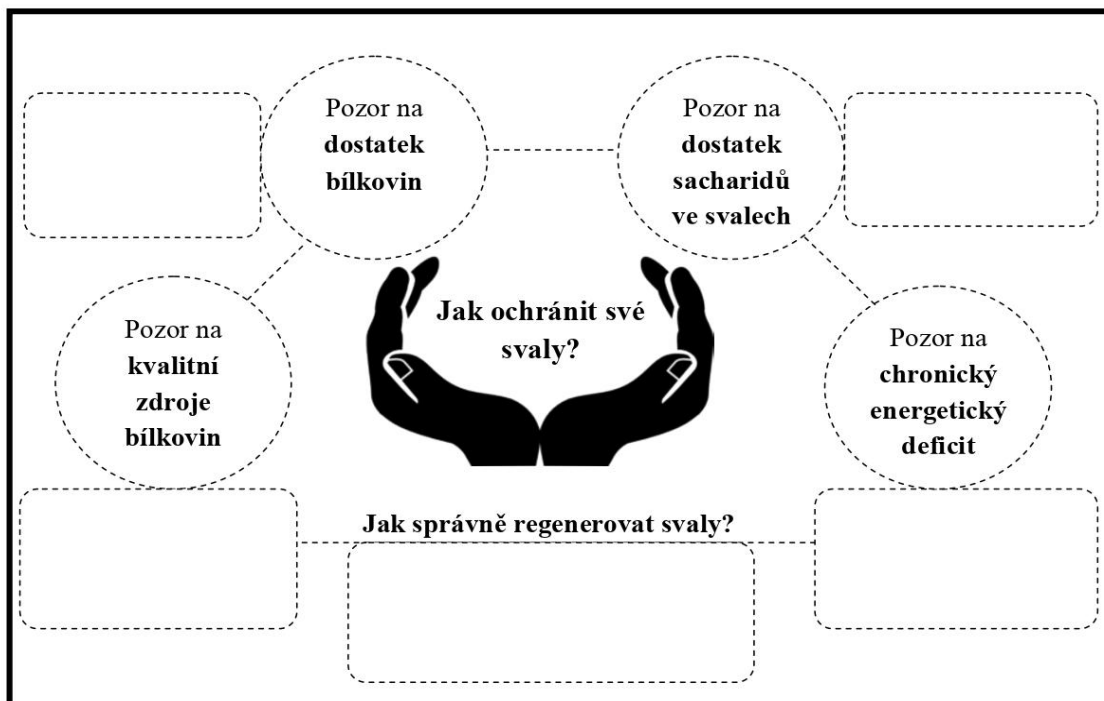 Pozor na
dostatek
bílkovin
Pozor na
dostatek
sacharidů
ve svalech
Jak ochránit své
svaly?
Pozor na
kvalitní
zdroje
bílkovin
Pozor na
chronický
energetický
deficit
Jak správně regenerovat svaly?